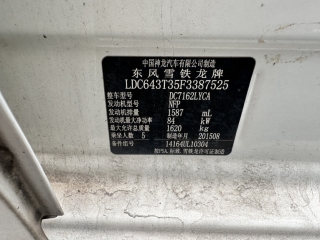 中国神龙汽车有限公司制造
东风雪铁龙牌
LDC643T35F3387525
整车型号 DC7162LYCA
发动机型号 NFP
发动机排量 1587 mL
发动机最大净功率 84 kW
最大允许总质量 1620 kg
乘坐人数 5 制造年月 201508
备件组织号 14164UL10304